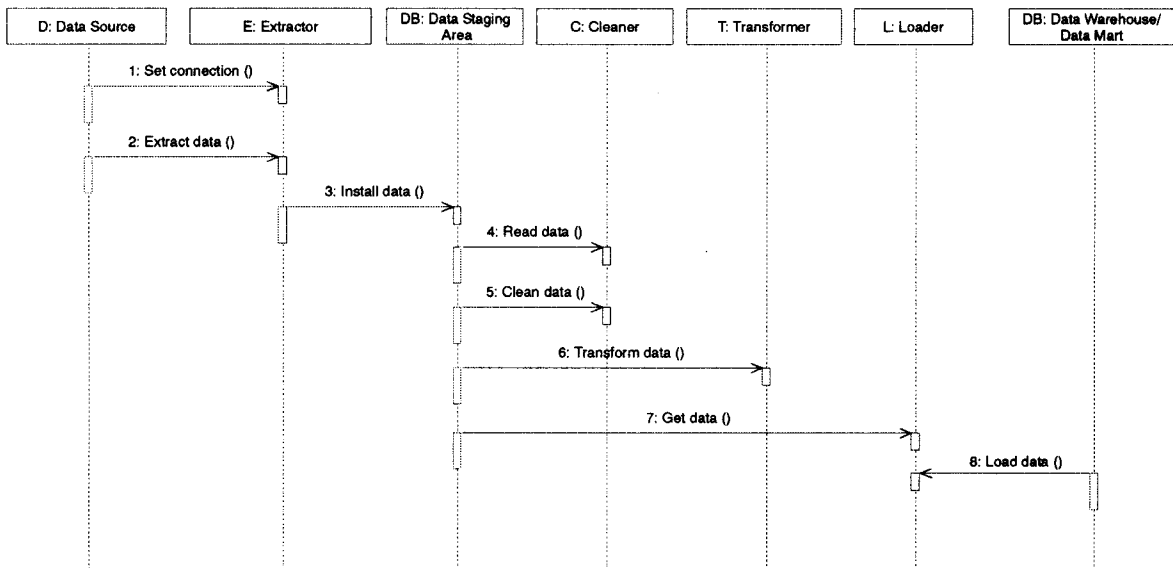 D: Data Source
E: Extractor
DB: Data Staging
Area
C: Cleaner
T: Transformer
L: Loader
DB: Data Warehouse/
Data Mart
1: Set connection ()
2: Extract data ()
3: Install data ()
4: Read data ()
5: Clean data ()
6: Transform data ()
7: Get data ()
8: Load data ()